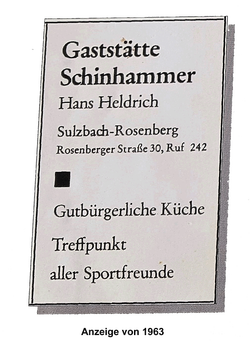 Gaststätte
Schinhammer
Hans Heldrich
Sulzbach-Rosenberg
Rosenberger Straße 30, Ruf 242
Gutbürgerliche Küche
Treffpunkt
aller Sportfreunde
Anzeige von 1963